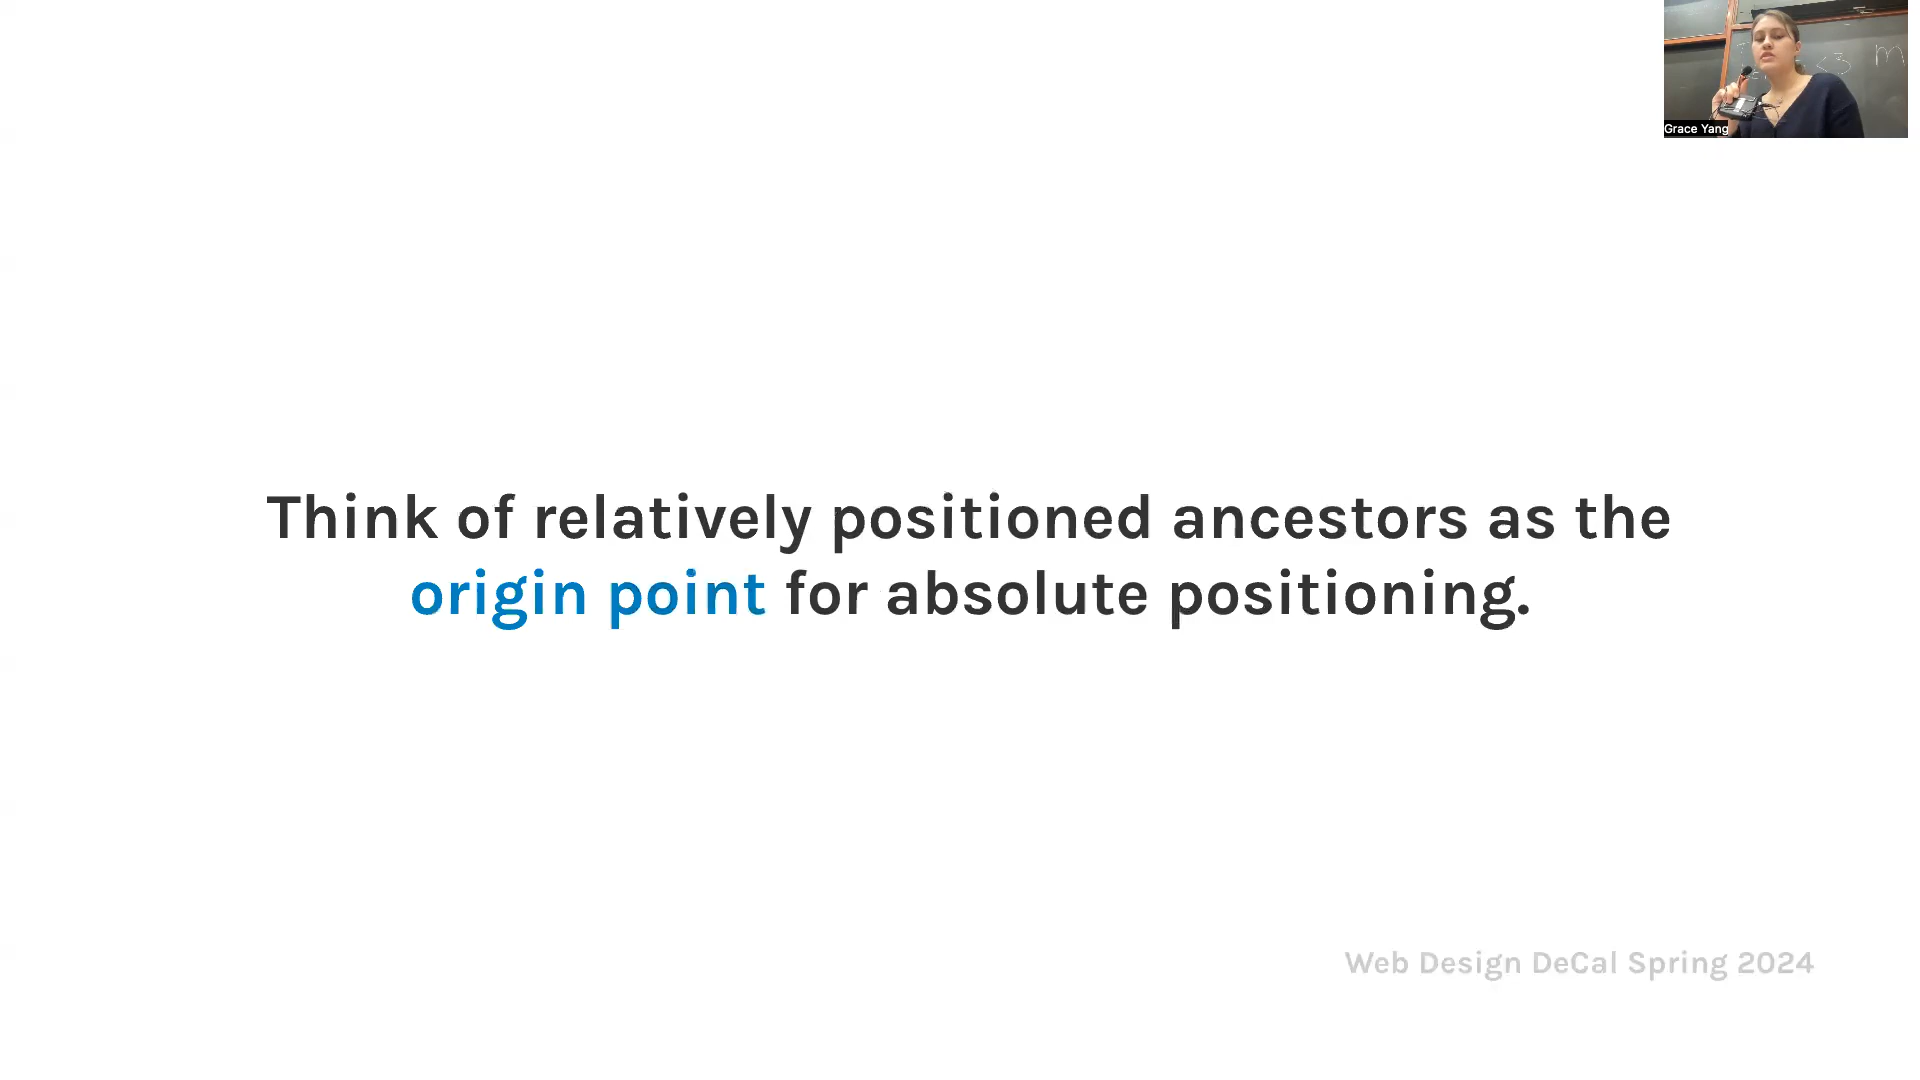 Grace Yang
<3 m
Think of relatively positioned ancestors as the
origin point for absolute positioning.
Web Design DeCal Spring 2024